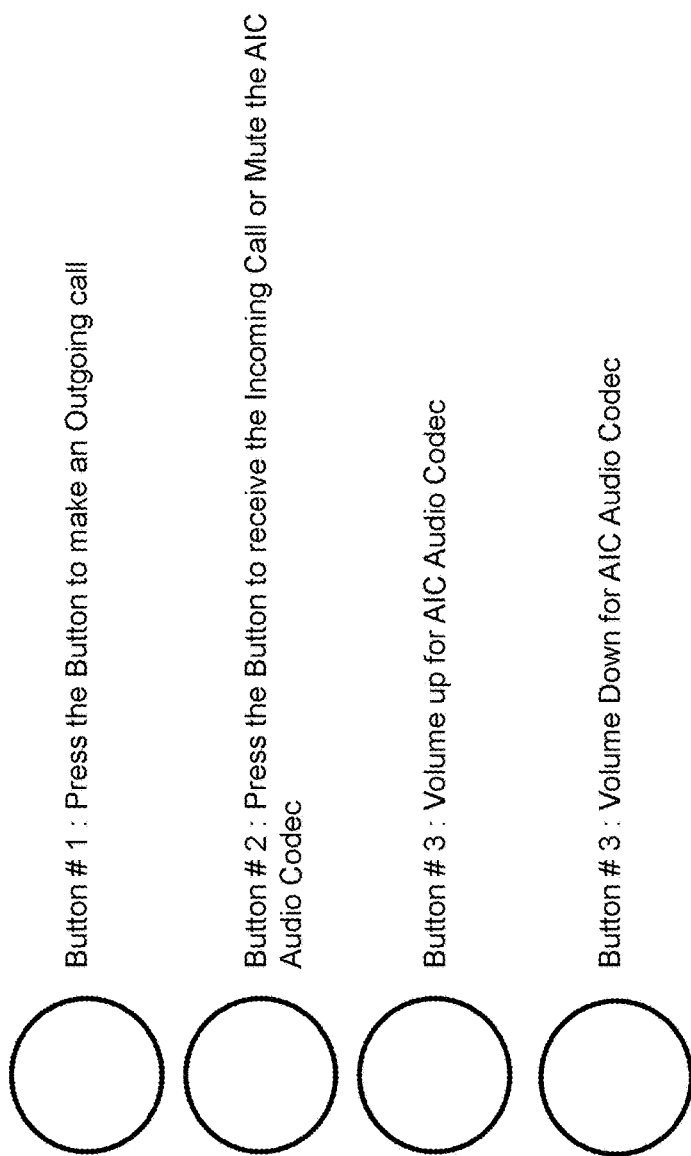 Button # 1 : Press the Button to make an Outgoing call
Button # 2 : Press the Button to receive the Incoming Call or Mute the AIC
Audio Codec
Button # 3 : Volume up for AIC Audio Codec
Button # 3 : Volume Down for AIC Audio Codec